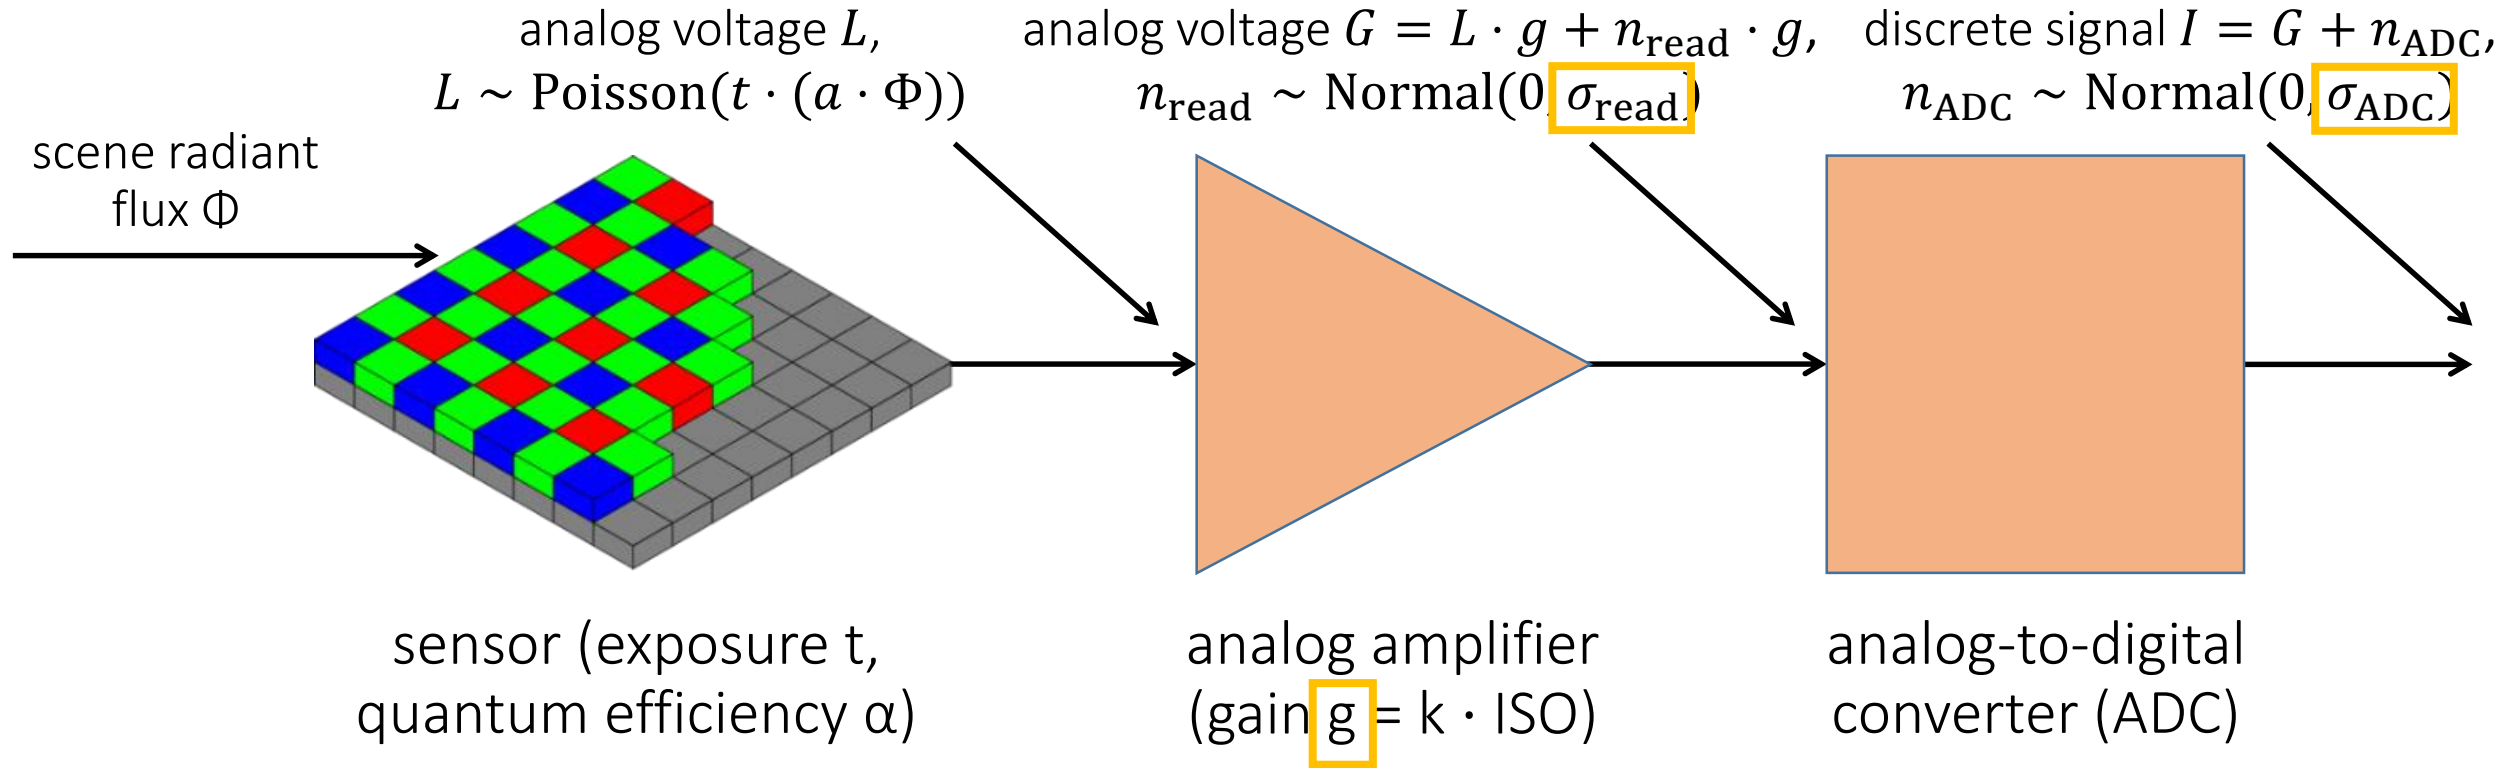 analog voltage L,
L ~ Poisson(t · (a · Φ))
analog voltage G = L · g + n_read · g,
n_read ~ Normal(0, σ_read)
discrete signal I = G + n_ADC,
n_ADC ~ Normal(0, σ_ADC)
scene radiant
flux Φ
sensor (exposure t,
quantum efficiency α)
analog amplifier
(gain g = k · ISO)
analog-to-digital
converter (ADC)